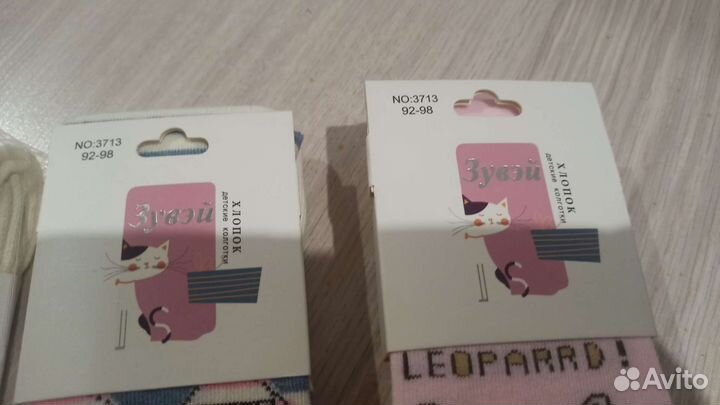 NO:3713
92-98
Зувэй
ХЛОПОК
детские колготки
NO:3713
92-98
Зувэй
ХЛОПОК
детские колготки
LEOPARRD!
Avito